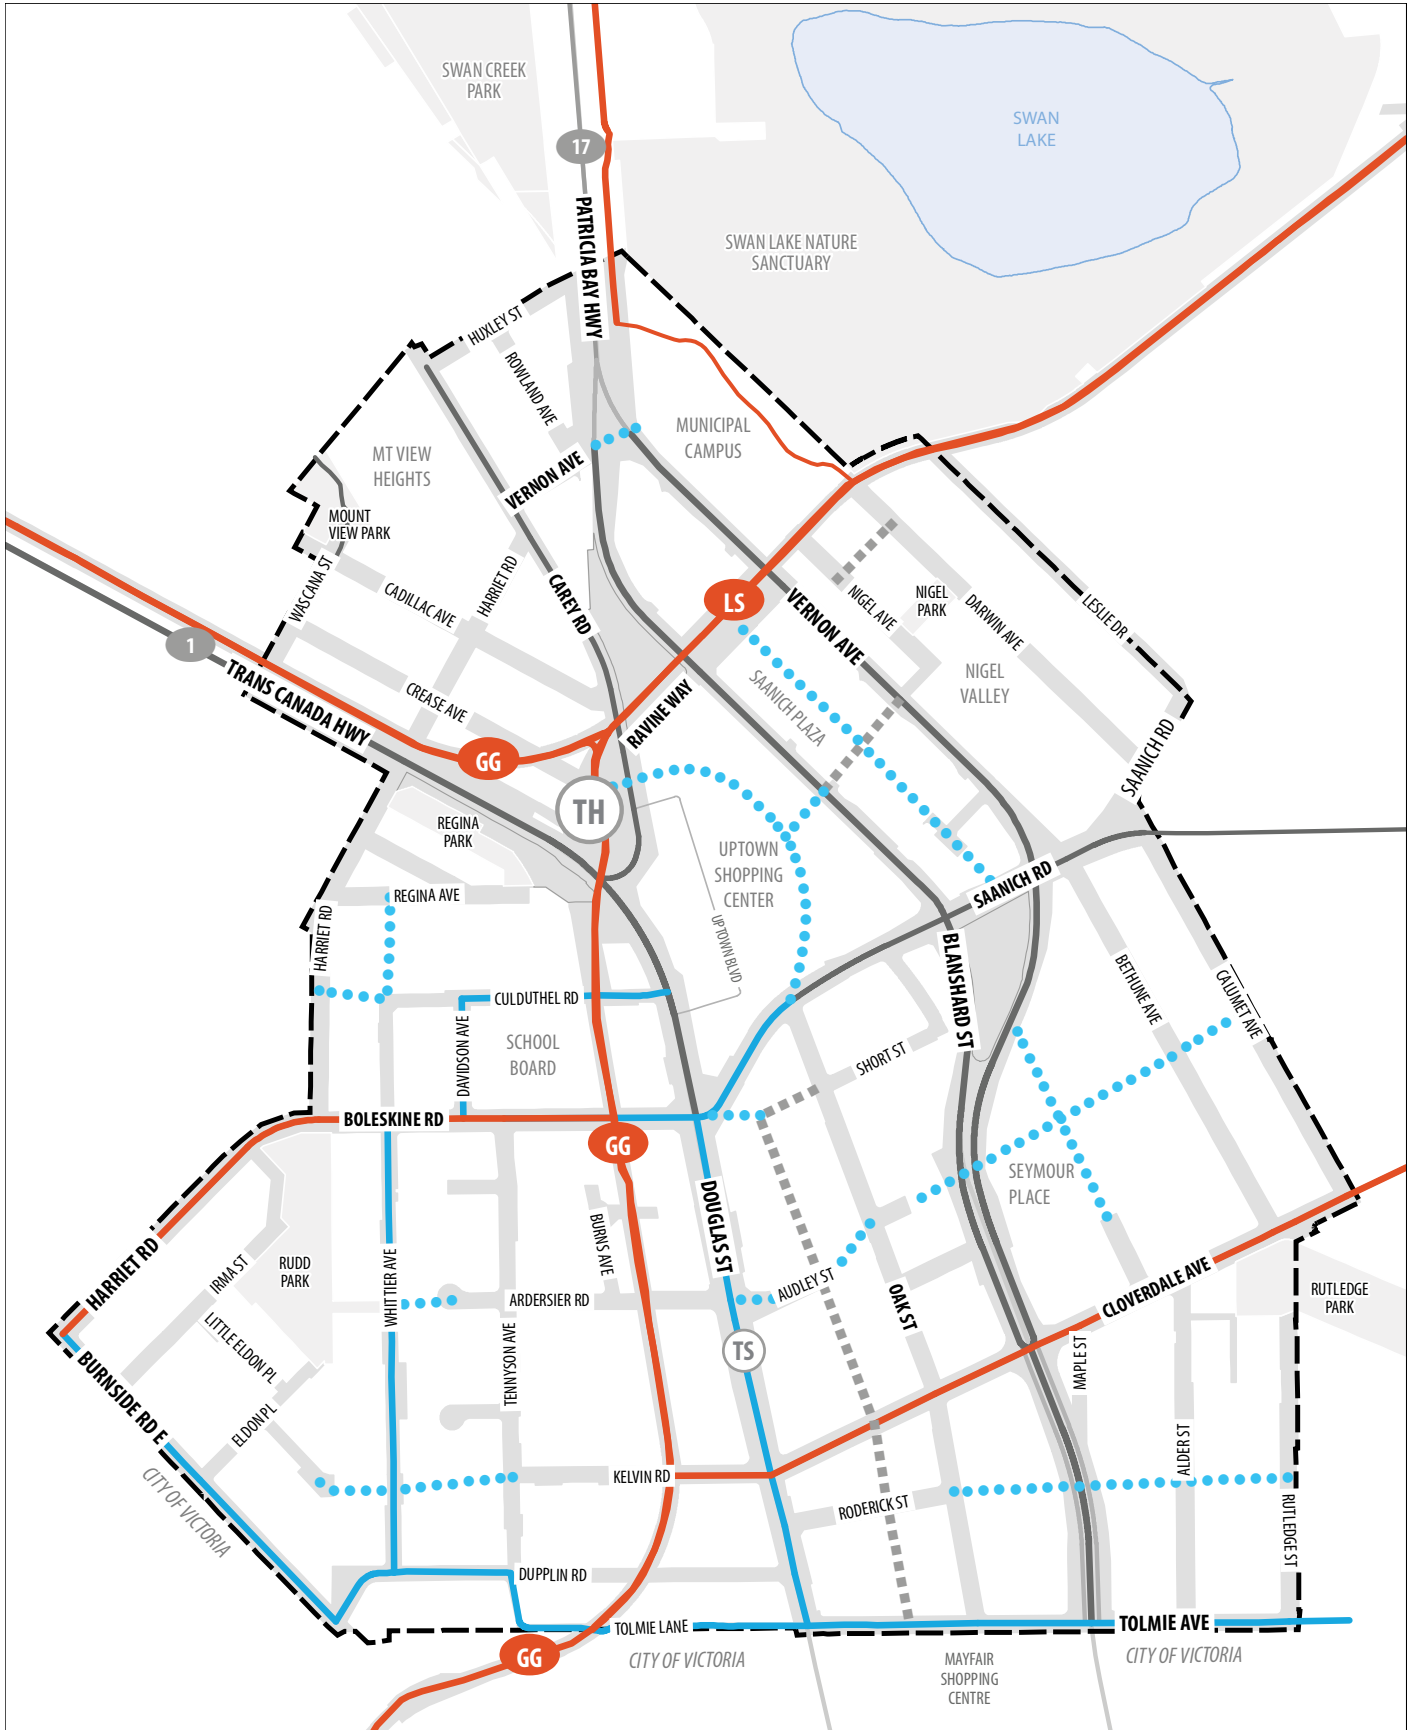 SWAN CREEK
PARK
SWAN
LAKE
17
PATRICIA BAY HWY
SWAN LAKE NATURE
SANCTUARY
HUXLEY ST
ROWLAND AVE
MUNICIPAL
CAMPUS
MT VIEW
HEIGHTS
VERNON AVE
MOUNT
VIEW PARK
WASCANA ST
CADILLAC AVE
HARRIET RD
CAREY RD
LS
VERNON AVE
NIGEL AVE
NIGEL
PARK
DARWIN AVE
LESLIE DR
1
TRANS CANADA HWY
CREASE AVE
RAVINE WAY
SAANICH PLAZA
NIGEL
VALLEY
GG
SAANICH RD
TH
REGINA
PARK
UPTOWN
SHOPPING
CENTER
REGINA AVE
HARRIET RD
UPTOWN BLVD
SAANICH RD
BLANSHARD ST
BETHUNE AVE
CALUMET AVE
CULDUTHEL RD
DAVIDSON AVE
SCHOOL
BOARD
SHORT ST
BOLESKINE RD
GG
SEYMOUR
PLACE
HARRIET RD
IRMA ST
RUDD
PARK
WHITTIER AVE
BURNS AVE
DOUGLAS ST
AUDLEY ST
OAK ST
CLOVERDALE AVE
RUTLEDGE
PARK
ARDERSIER RD
LITTLE ELDON PL
TENNYSON AVE
TS
MAPLE ST
BURNSIDE RD E
ELDON PL
ALDER ST
CITY OF VICTORIA
KELVIN RD
RODERICK ST
RUTLEDGE ST
DUPPLIN RD
TOLMIE LANE
TOLMIE AVE
GG
CITY OF VICTORIA
MAYFAIR
SHOPPING
CENTRE
CITY OF VICTORIA